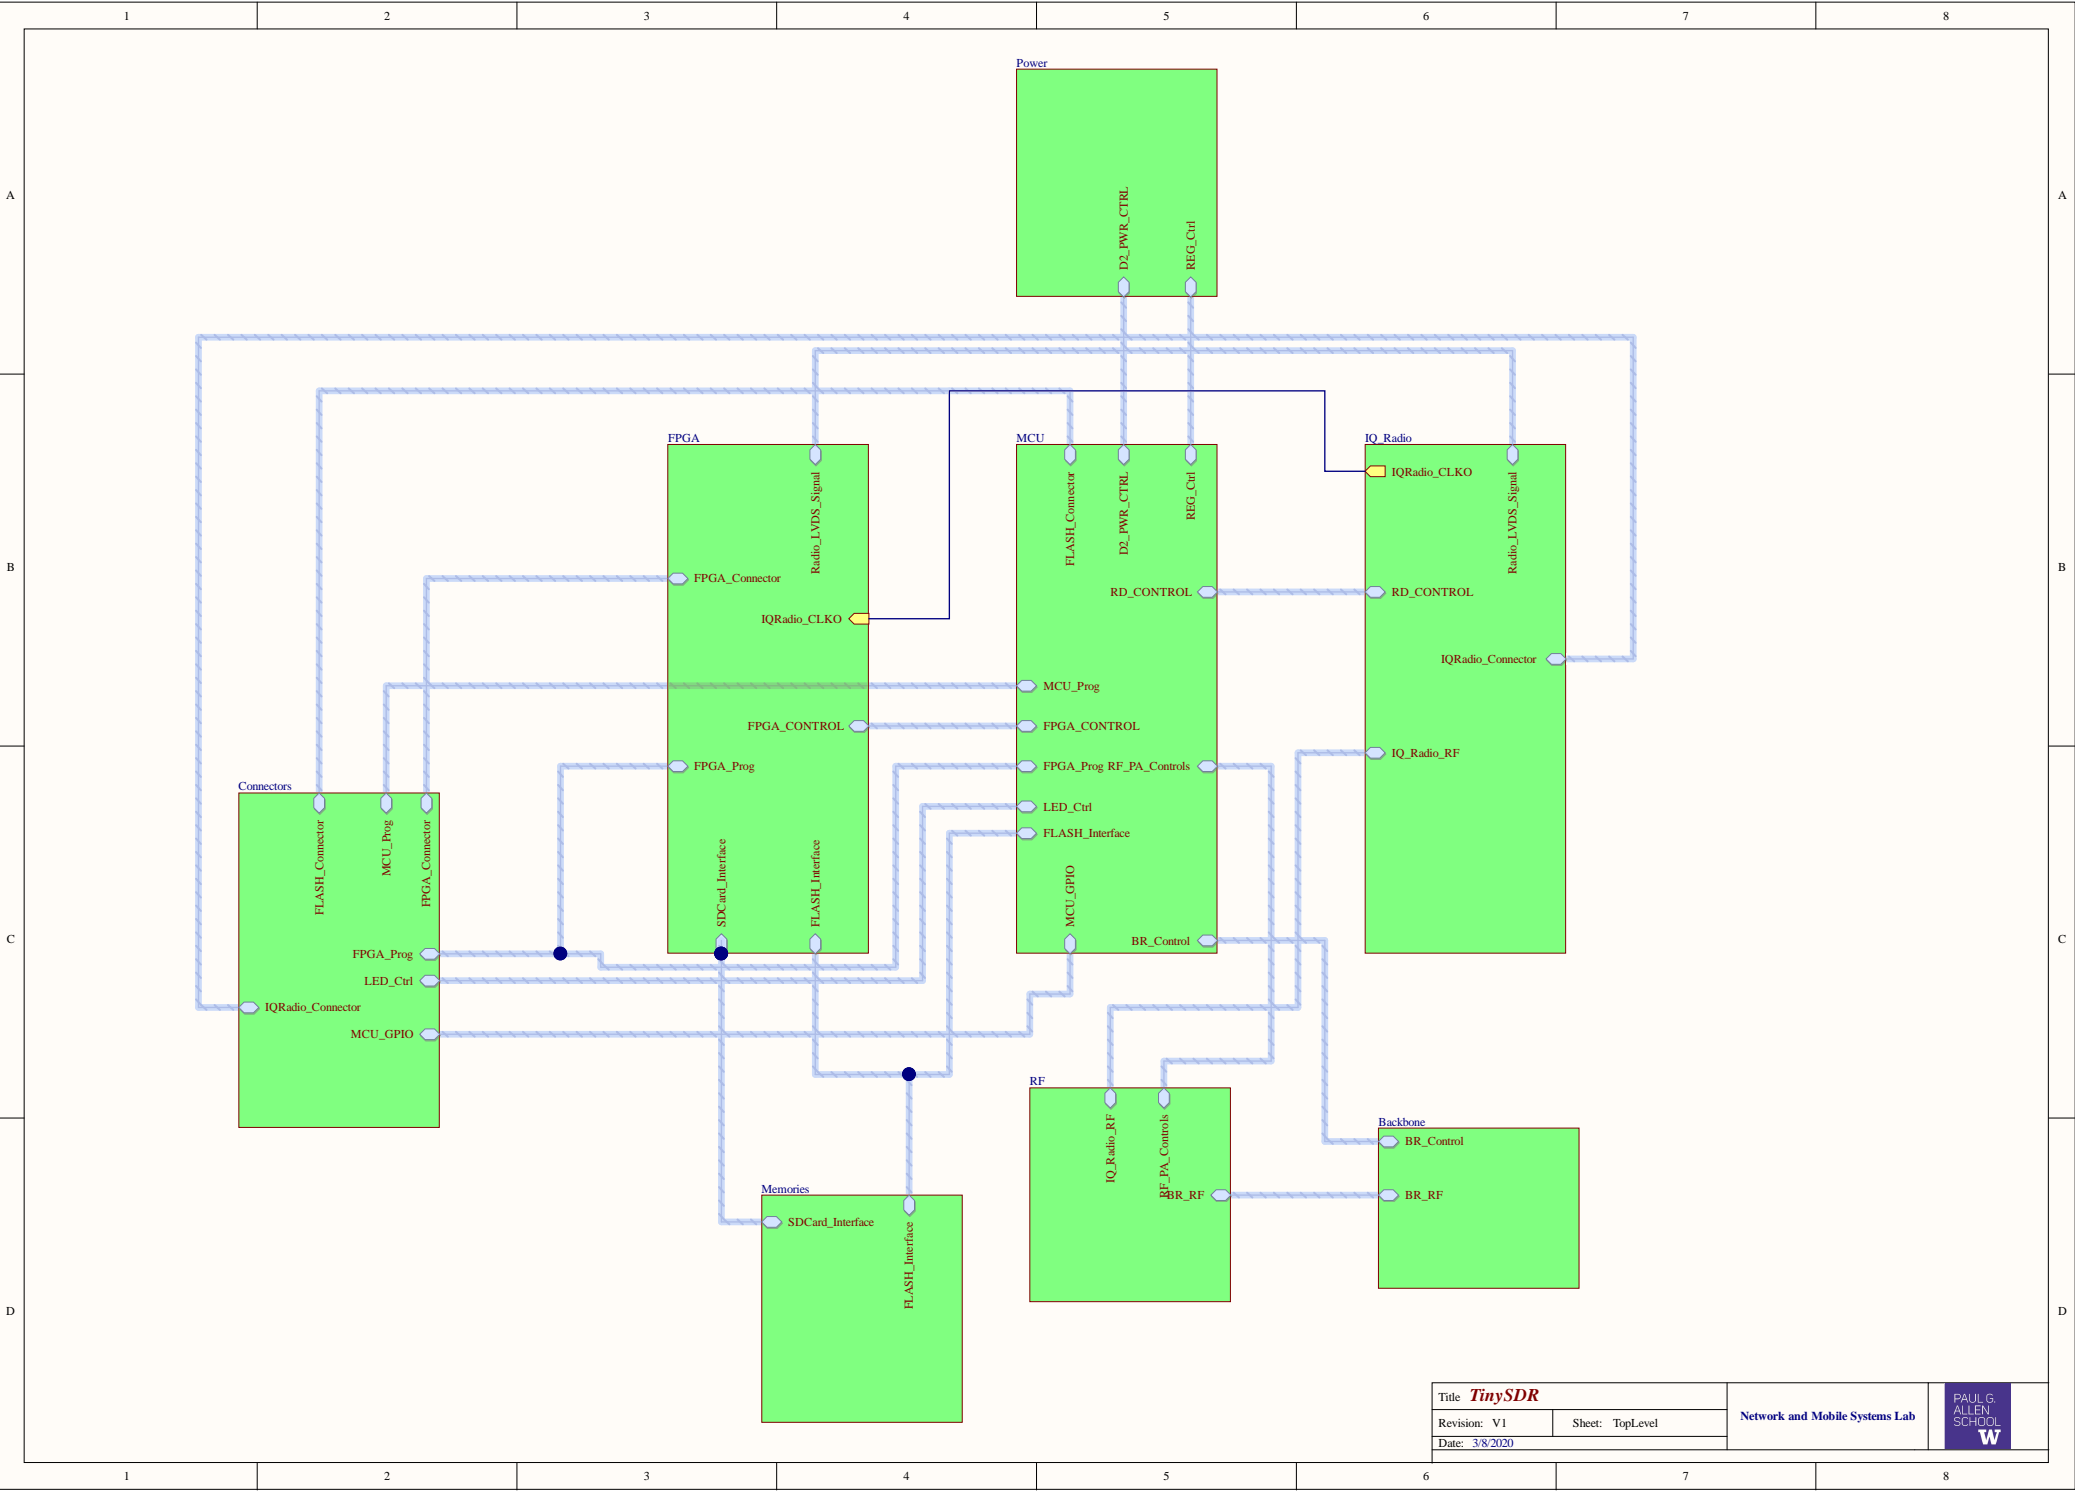 1 2 3 4 5 6 7 8
Power
A A
D2_PWR_CTRL
REG_Ctrl
FPGA
MCU
IQ_Radio
Radio_LVDS_Signal
FLASH_Connector
D2_PWR_CTRL
REG_Ctrl
IQRadio_CLKO
Radio_LVDS_Signal
B B
FPGA_Connector
RD_CONTROL
RD_CONTROL
IQRadio_CLKO
IQRadio_Connector
MCU_Prog
FPGA_CONTROL
FPGA_CONTROL
IQ_Radio_RF
FPGA_Prog
FPGA_Prog RF_PA_Controls
Connectors
LED_Ctrl
FLASH_Interface
FLASH_Connector
MCU_Prog
FPGA_Connector
SDCard_Interface
FLASH_Interface
MCU_GPIO
C C
BR_Control
FPGA_Prog
LED_Ctrl
IQRadio_Connector
MCU_GPIO
RF
IQ_Radio_RF
RF_PA_Controls
BR_RF
Backbone
BR_Control
BR_RF
Memories
SDCard_Interface
FLASH_Interface
D D
Title TinySDR
Revision: V1 Sheet: TopLevel
Date: 3/8/2020
Network and Mobile Systems Lab
PAUL G.
ALLEN
SCHOOL
W
1 2 3 4 5 6 7 8